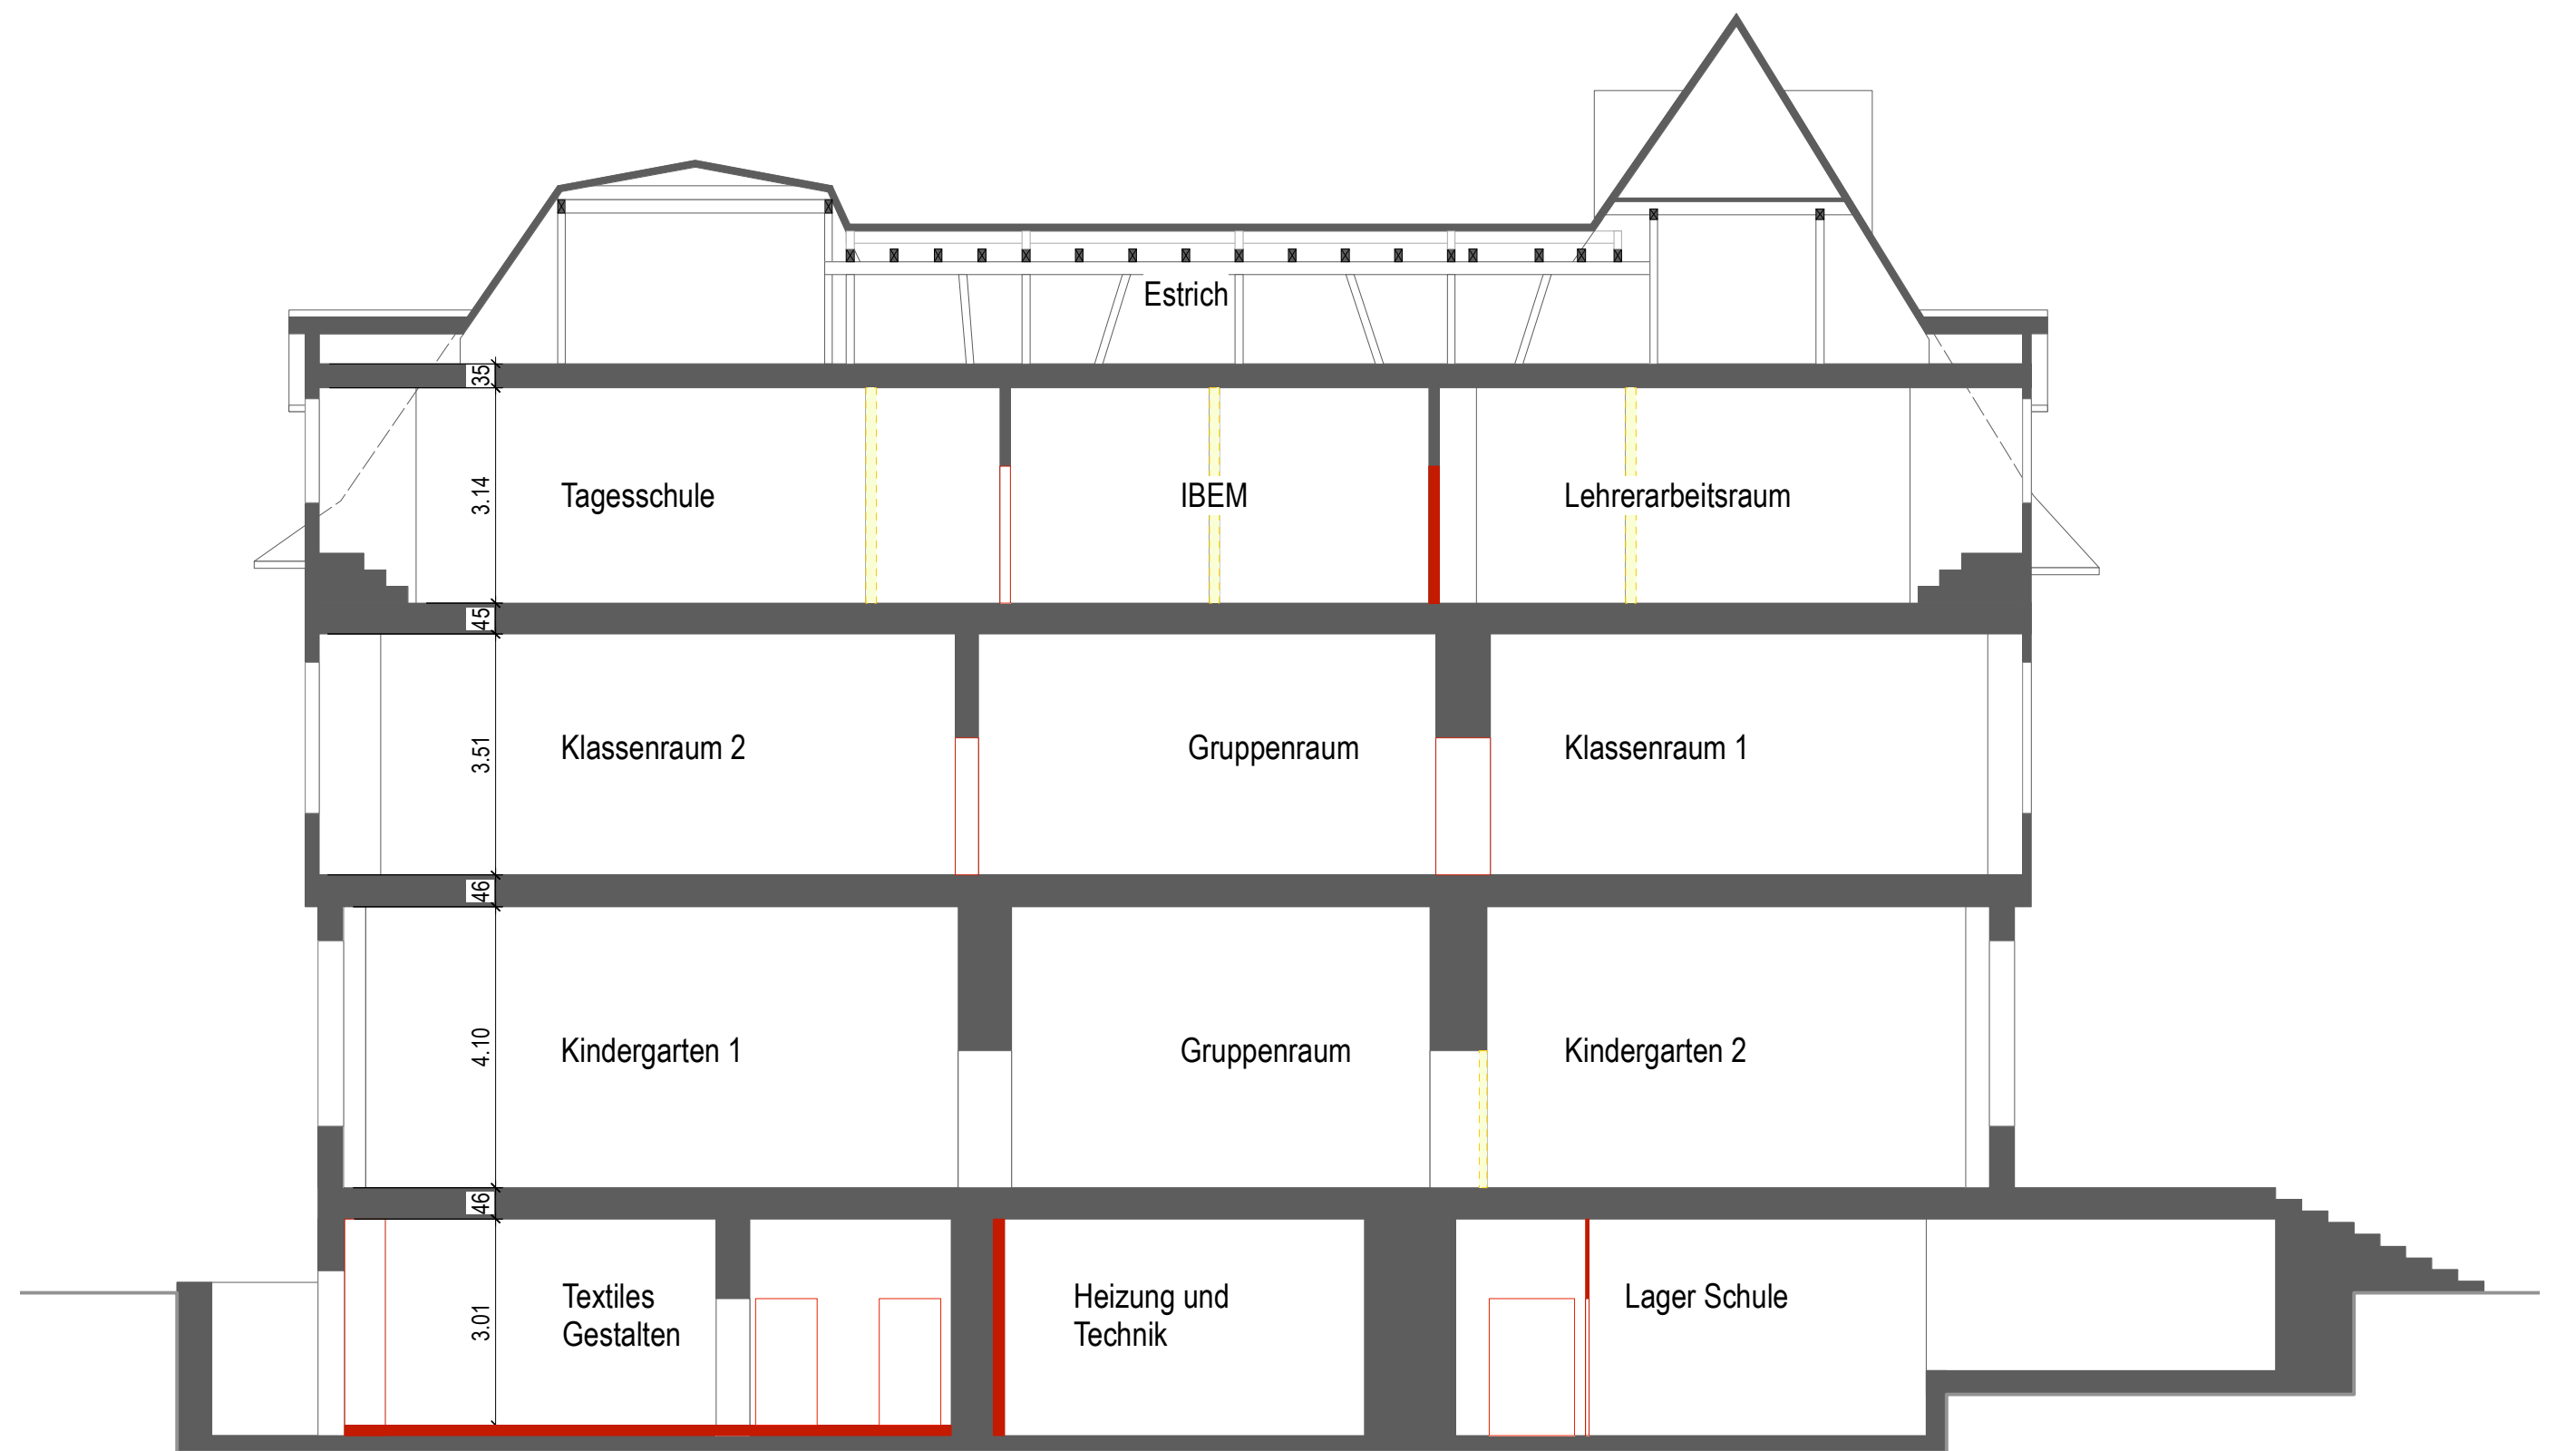 Estrich
35
Tagesschule
IBEM
Lehrerarbeitsraum
3.14
45
Klassenraum 2
Gruppenraum
Klassenraum 1
3.51
46
Kindergarten 1
Gruppenraum
Kindergarten 2
4.10
46
Textiles
Gestalten
Heizung und
Technik
Lager Schule
3.01